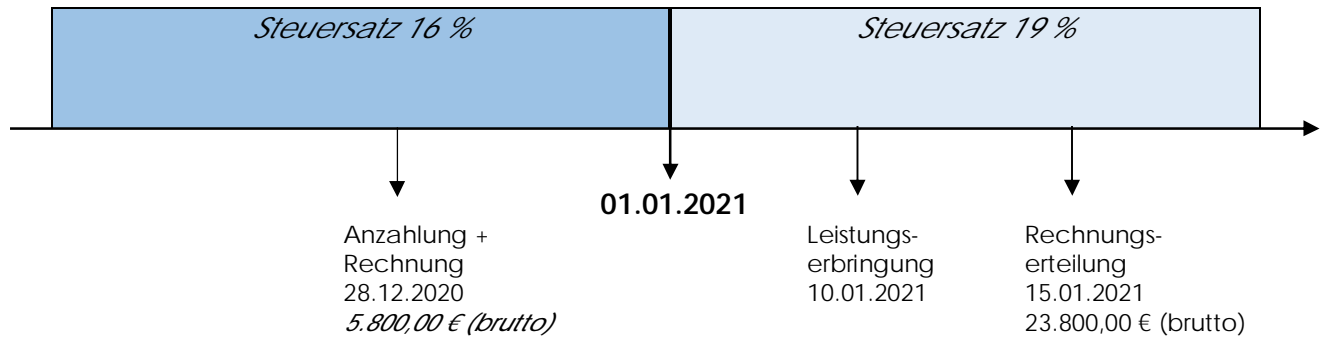 Steuersatz 16 %
Steuersatz 19 %
01.01.2021
Anzahlung +
Rechnung
28.12.2020
5.800,00 € (brutto)
Leistungs-
erbringung
10.01.2021
Rechnungs-
erteilung
15.01.2021
23.800,00 € (brutto)